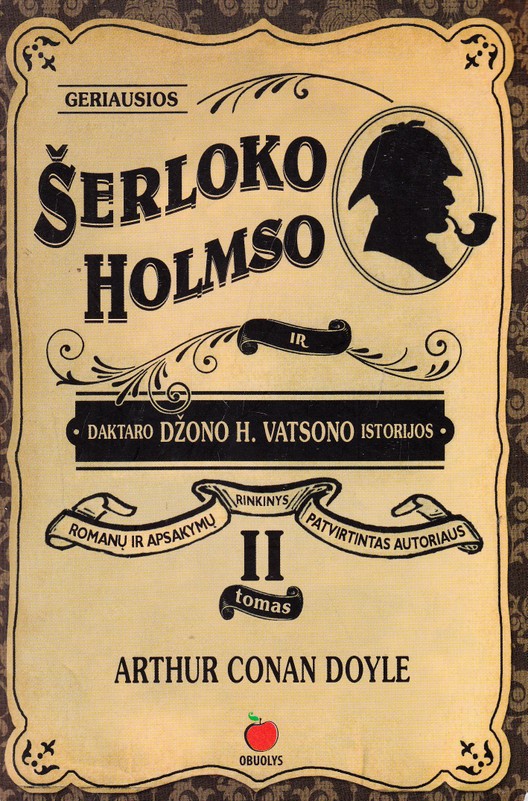 GERIAUSIOS
ŠERLOKO
HOLMSO
IR
DAKTARO DŽONO H. VATSONO ISTORIJOS
ROMANŲ IR APSAKYMŲ RINKINYS PATVIRTINTAS AUTORIAUS
II
tomas
ARTHUR CONAN DOYLE
OBUOLYS